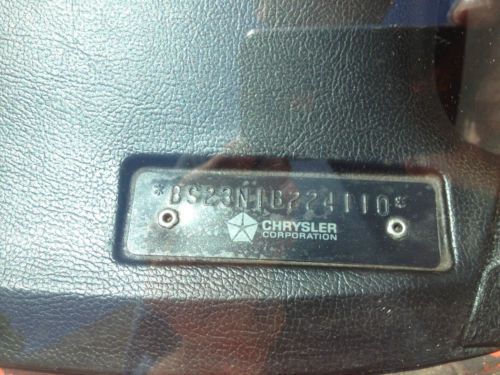 *BS23N1B224110*
CHRYSLER
CORPORATION